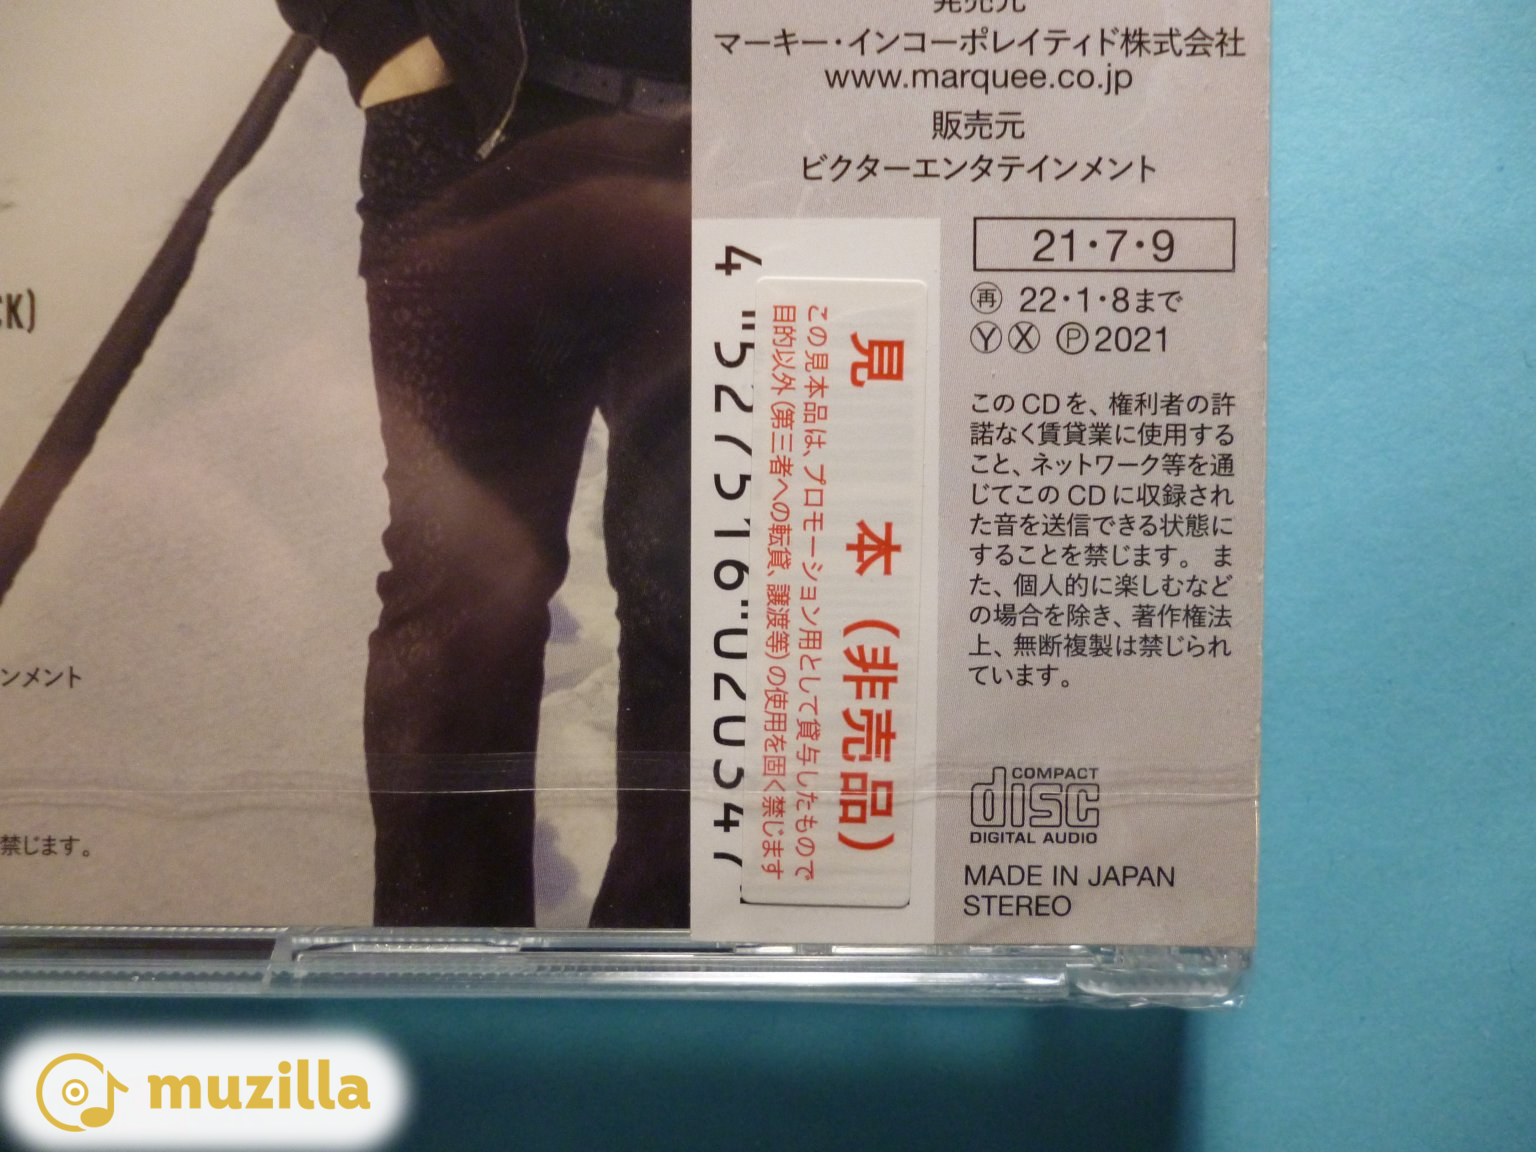 発売元
マーキー・インコーポレイティド株式会社
www.marquee.co.jp
販売元
ビクターエンタテインメント
21・7・9
再 22・1・8まで
Ⓨ Ⓧ Ⓟ2021
このCDを、権利者の許
諾なく賃貸業に使用する
こと、ネットワーク等を通
じてこのCDに収録され
た音を送信できる状態に
することを禁じます。 ま
た、個人的に楽しむなど
の場合を除き、著作権法
上、無断複製は禁じられ
ています。
COMPACT
disc
DIGITAL AUDIO
MADE IN JAPAN
STEREO
見 本 (非売品)
この見本品は、プロモーション用として貸与したもので
目的以外(第三者への転貸、譲渡等)の使用を固く禁じます
4 "527516"020547
CK)
ンメント
禁じます。
muzilla